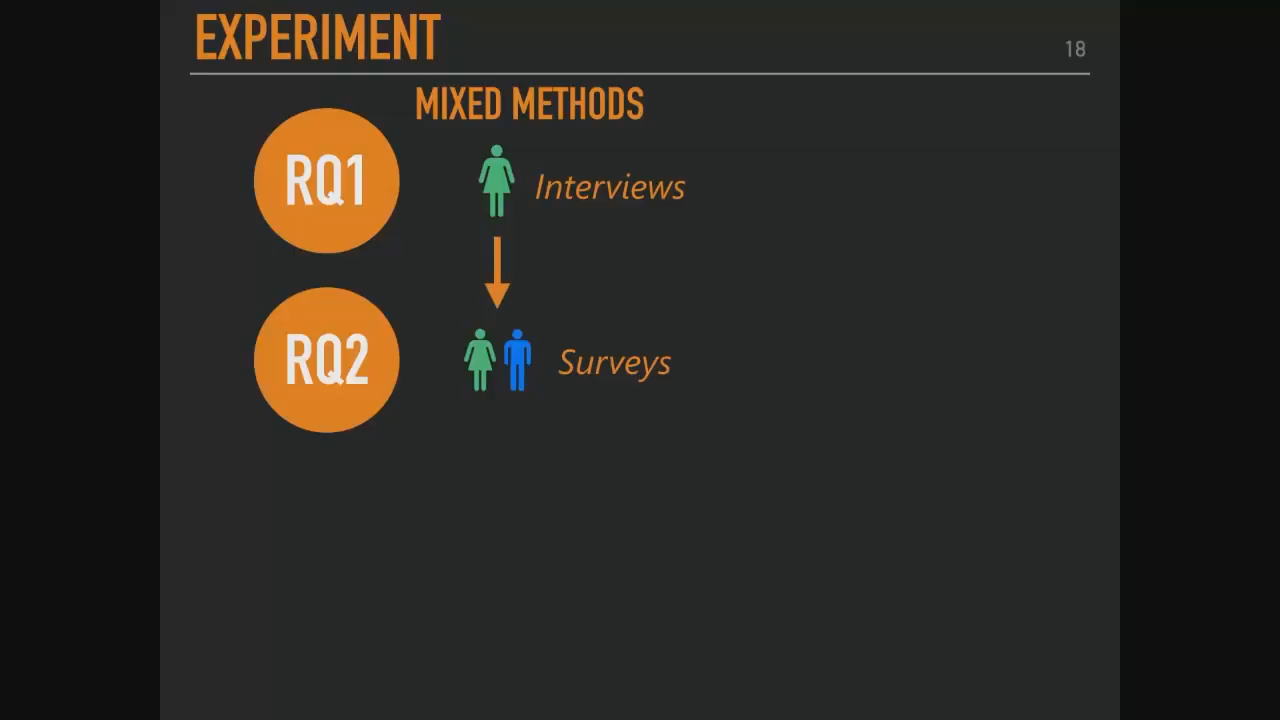 EXPERIMENT
18
MIXED METHODS
RQ1
Interviews
RQ2
Surveys